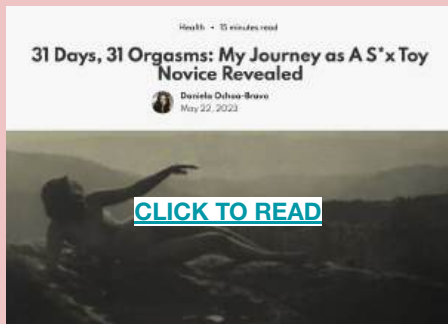 Health • 15 minutes read
31 Days, 31 Orgasms: My Journey as A S*x Toy
Novice Revealed
Daniela Ochoa-Bravo
May 22, 2023
CLICK TO READ